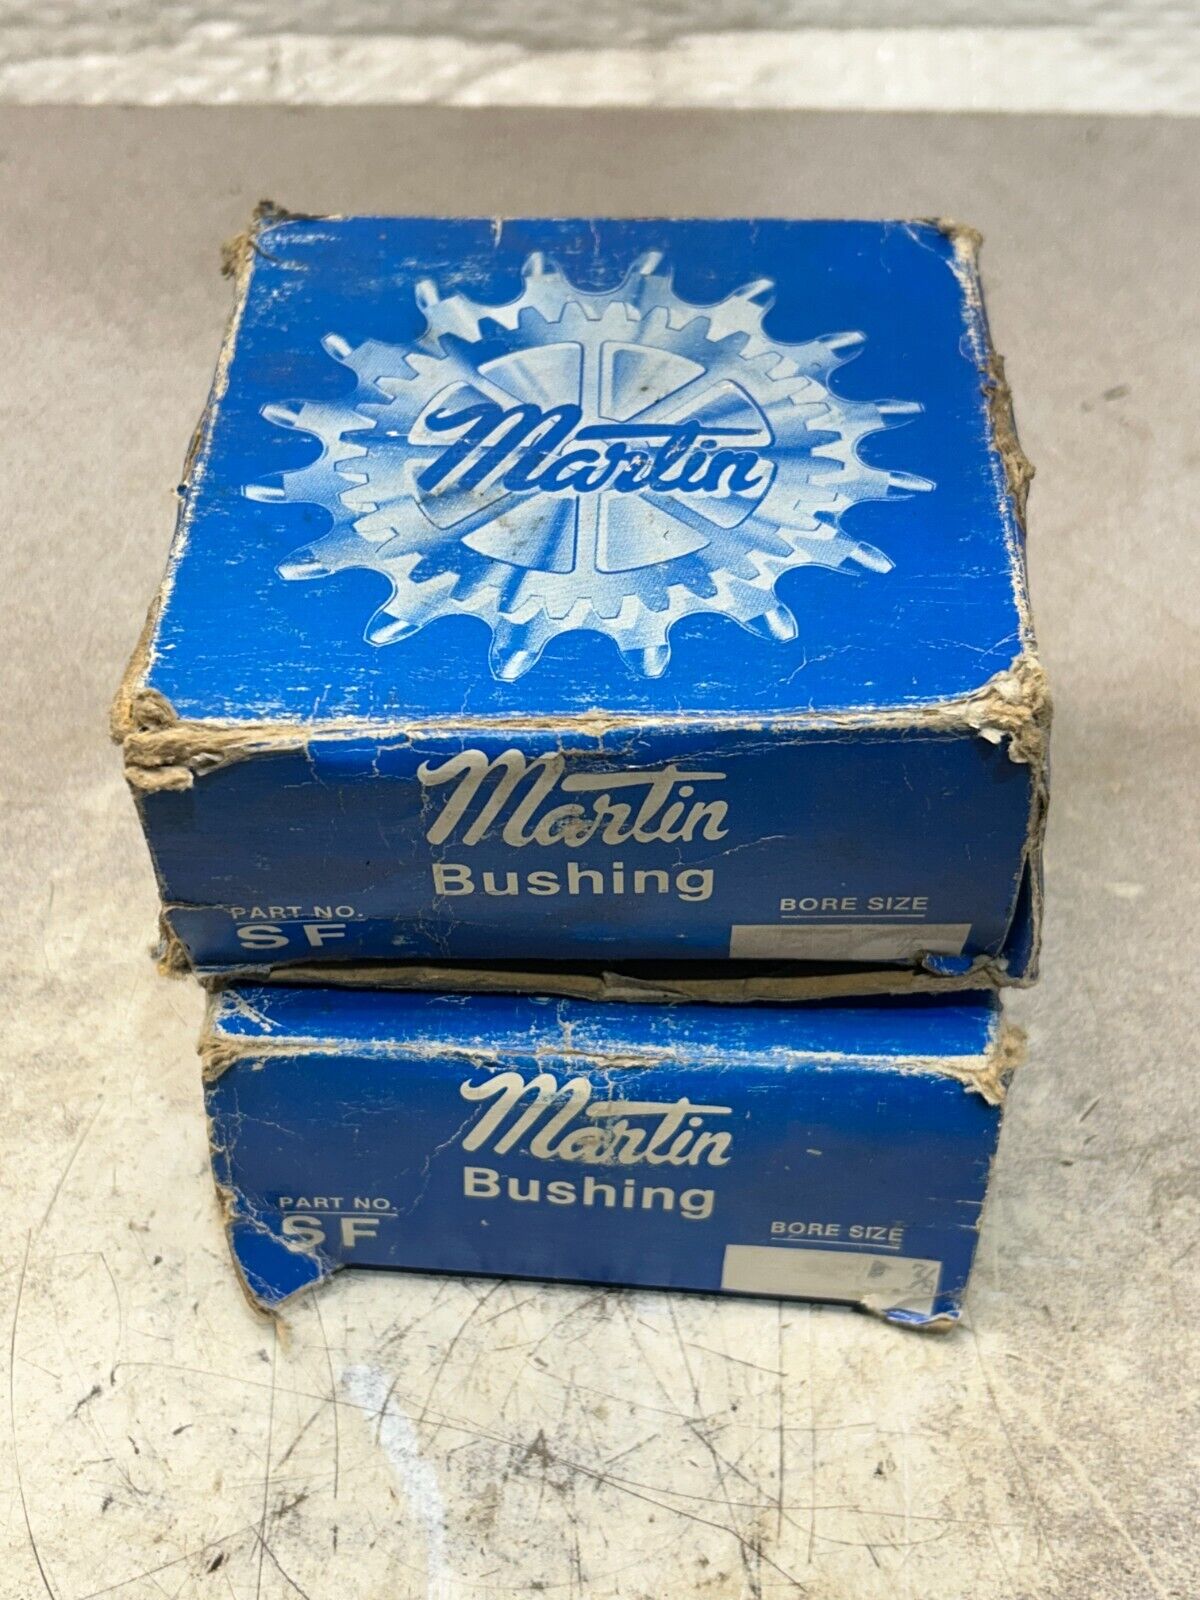 Martin
Martin
Bushing
PART NO.
SF
BORE SIZE
Martin
Bushing
PART NO.
SF
BORE SIZE